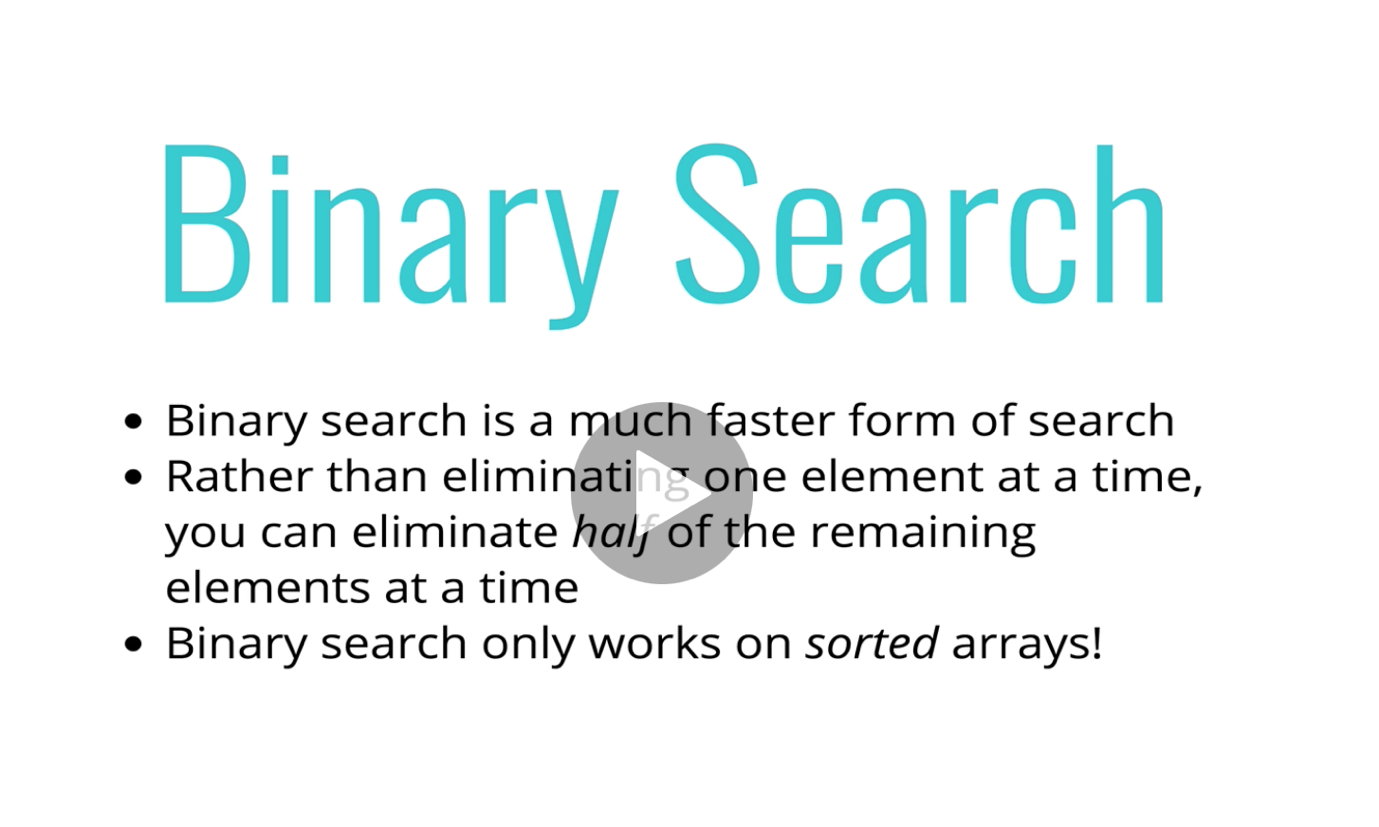 Binary Search
• Binary search is a much faster form of search
• Rather than eliminating one element at a time,
you can eliminate half of the remaining
elements at a time
• Binary search only works on sorted arrays!